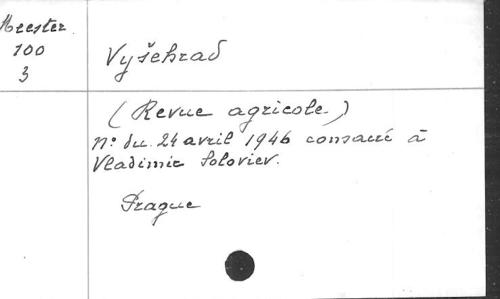 Meester
100
3
Vyšehrad
(Revue agricole)
N° du 24 avril 1946 consacré à
Vladimir Soloviev.
Prague